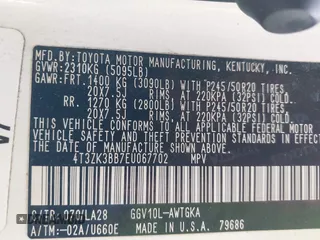 MFD.BY:TOYOTA MOTOR MANUFACTURING, KENTUCKY, INC.
GVWR:2310KG (5095LB)
GAWR:FRT. 1400 KG (3090LB) WITH P245/50R20 TIRES
20X7.5J RIMS, AT 220KPA (32PSI) COLD.
RR. 1270 KG (2800LB) WITH P245/50R20 TIRES
20X7.5J RIMS, AT 220KPA (32PSI) COLD.
THIS VEHICLE CONFORMS TO ALL APPLICABLE
SAFETY, BUMPER, AND THEFT PREVENTION
STANDARDS IN EFFECT ON THE
DATE OF MANUFACTURE SHOWN ABOVE.
4T3ZK3BB7EU067702 MPV
C/TR: 070/LA28 GGV10L-AWTGKA
A/TM:-02A/U660E MADE IN U.S.A. 79686